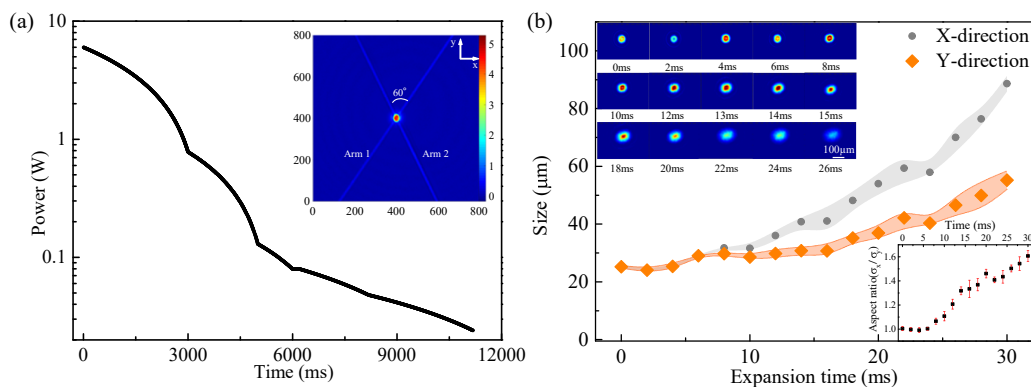 (a)
10
1
0.1
Power (W)
0
3000
6000
9000
12000
Time (ms)
800
600
400
200
0
0
200
400
600
800
y
x
60°
Arm 1
Arm 2
5
4
3
2
1
0
(b)
100
80
60
40
20
0
Size (μm)
0
10
20
30
Expansion time (ms)
X-direction
Y-direction
0ms 2ms 4ms 6ms 8ms
10ms 12ms 13ms 14ms 15ms
100μm
18ms 20ms 22ms 24ms 26ms
Time (ms)
0 5 10 15 20 25 30
1.6
1.4
1.2
1.0
Aspect ratio(σx/ σy)